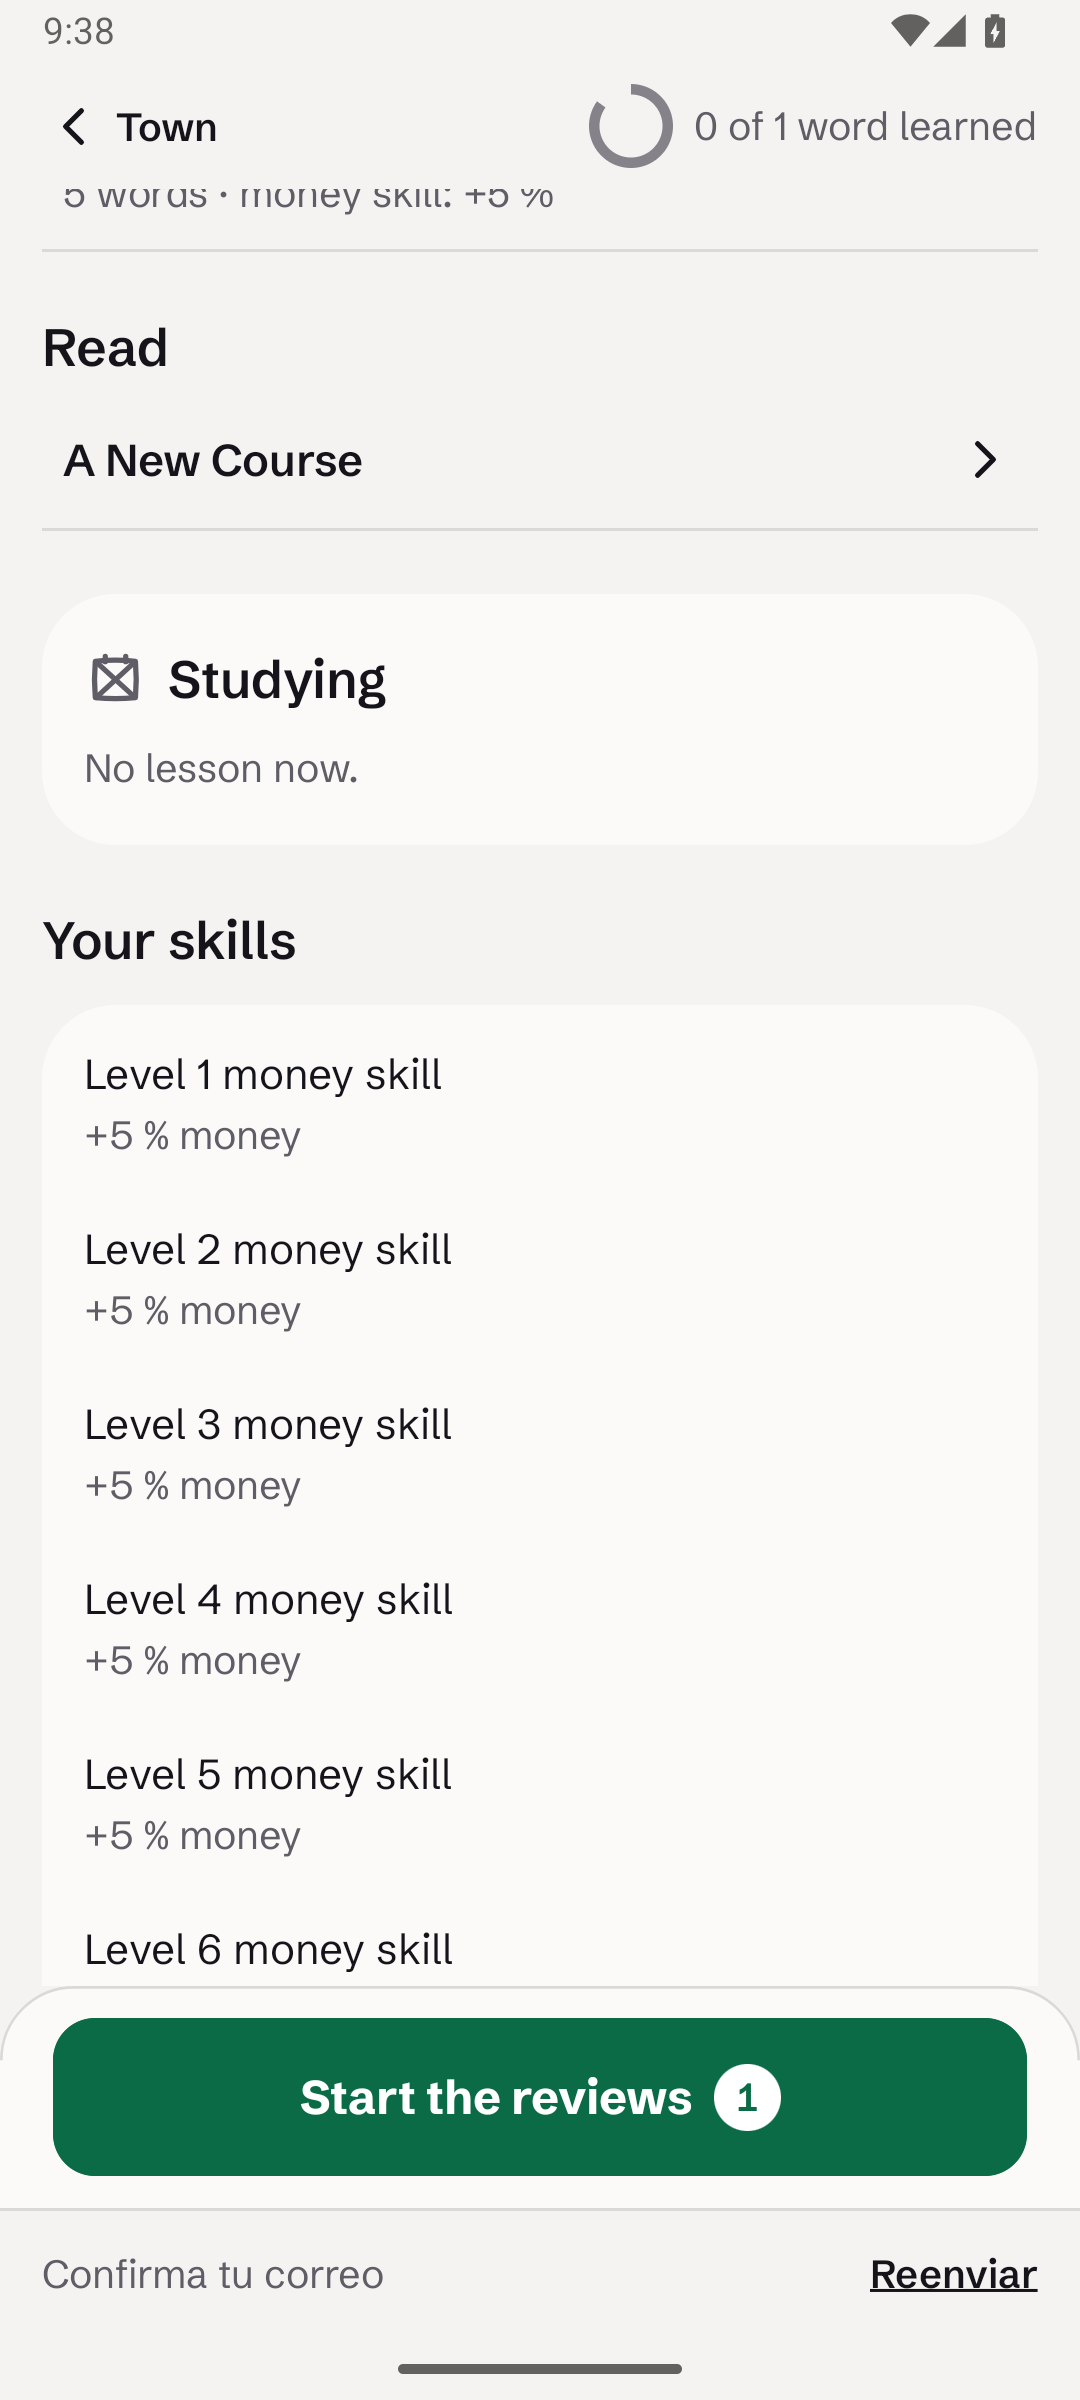 9:38
Town
0 of 1 word learned
5 words · money skill: +5 %
Read
A New Course
Studying
No lesson now.
Your skills
Level 1 money skill
+5 % money
Level 2 money skill
+5 % money
Level 3 money skill
+5 % money
Level 4 money skill
+5 % money
Level 5 money skill
+5 % money
Level 6 money skill
Start the reviews 1
Confirma tu correo
Reenviar